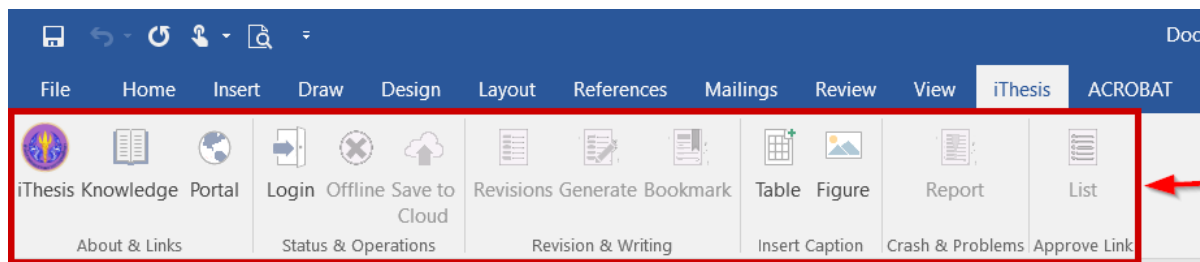 Doc
File Home Insert Draw Design Layout References Mailings Review View iThesis ACROBAT
iThesis Knowledge Portal Login Offline Save to Cloud Revisions Generate Bookmark Table Figure Report List
About & Links Status & Operations Revision & Writing Insert Caption Crash & Problems Approve Link